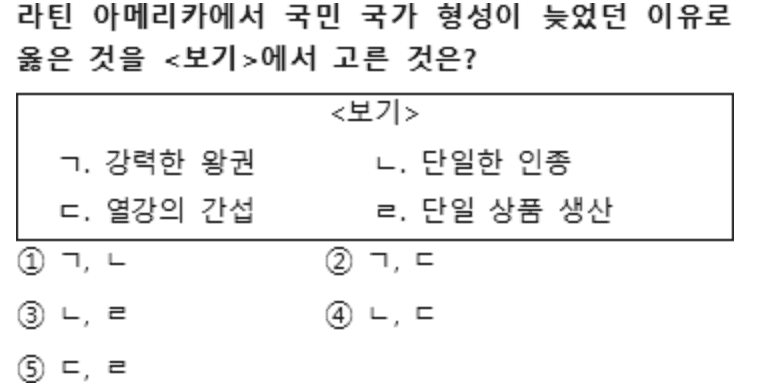 라틴 아메리카에서 국민 국가 형성이 늦었던 이유로
옳은 것을 <보기>에서 고른 것은?
<보기>
ㄱ. 강력한 왕권 ㄴ. 단일한 인종
ㄷ. 열강의 간섭 ㄹ. 단일 상품 생산
① ㄱ, ㄴ ② ㄱ, ㄷ
③ ㄴ, ㄹ ④ ㄴ, ㄷ
⑤ ㄷ, ㄹ